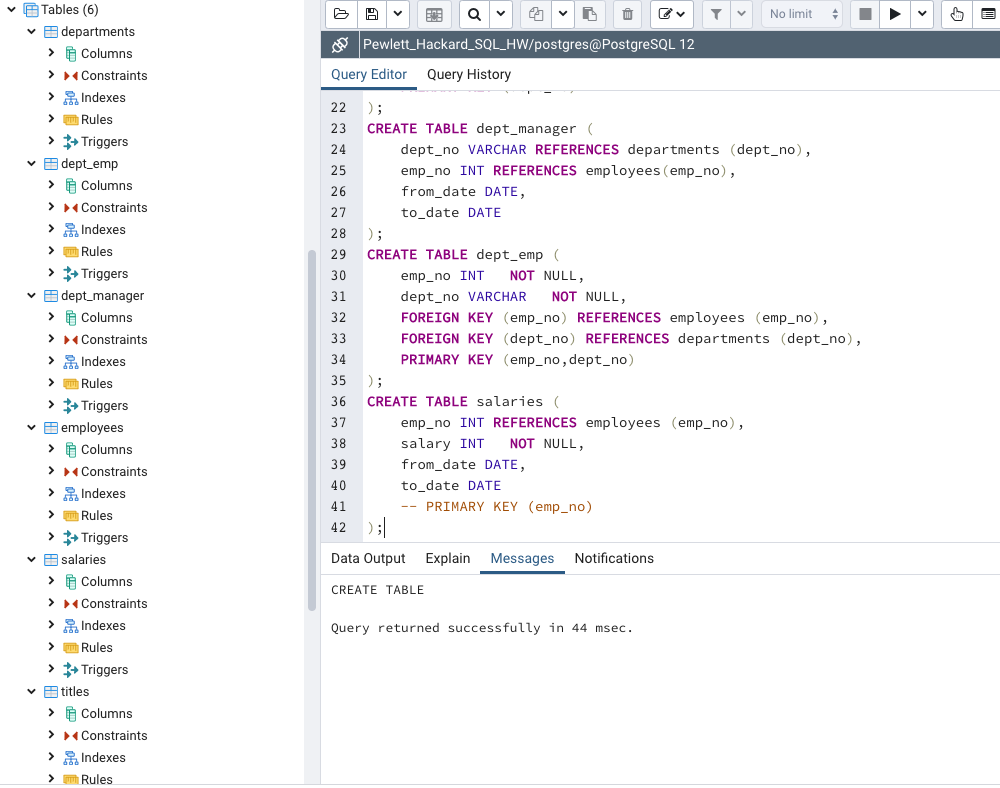 Tables (6)
departments
Columns
Constraints
Indexes
Rules
Triggers
dept_emp
Columns
Constraints
Indexes
Rules
Triggers
dept_manager
Columns
Constraints
Indexes
Rules
Triggers
employees
Columns
Constraints
Indexes
Rules
Triggers
salaries
Columns
Constraints
Indexes
Rules
Triggers
titles
Columns
Constraints
Indexes
Rules
No limit
Pewlett_Hackard_SQL_HW/postgres@PostgreSQL 12
Query Editor Query History
22 );
23 CREATE TABLE dept_manager (
24 dept_no VARCHAR REFERENCES departments (dept_no),
25 emp_no INT REFERENCES employees(emp_no),
26 from_date DATE,
27 to_date DATE
28 );
29 CREATE TABLE dept_emp (
30 emp_no INT   NOT NULL,
31 dept_no VARCHAR   NOT NULL,
32 FOREIGN KEY (emp_no) REFERENCES employees (emp_no),
33 FOREIGN KEY (dept_no) REFERENCES departments (dept_no),
34 PRIMARY KEY (emp_no,dept_no)
35 );
36 CREATE TABLE salaries (
37 emp_no INT REFERENCES employees (emp_no),
38 salary INT   NOT NULL,
39 from_date DATE,
40 to_date DATE
41 -- PRIMARY KEY (emp_no)
42 );
Data Output Explain Messages Notifications
CREATE TABLE
Query returned successfully in 44 msec.